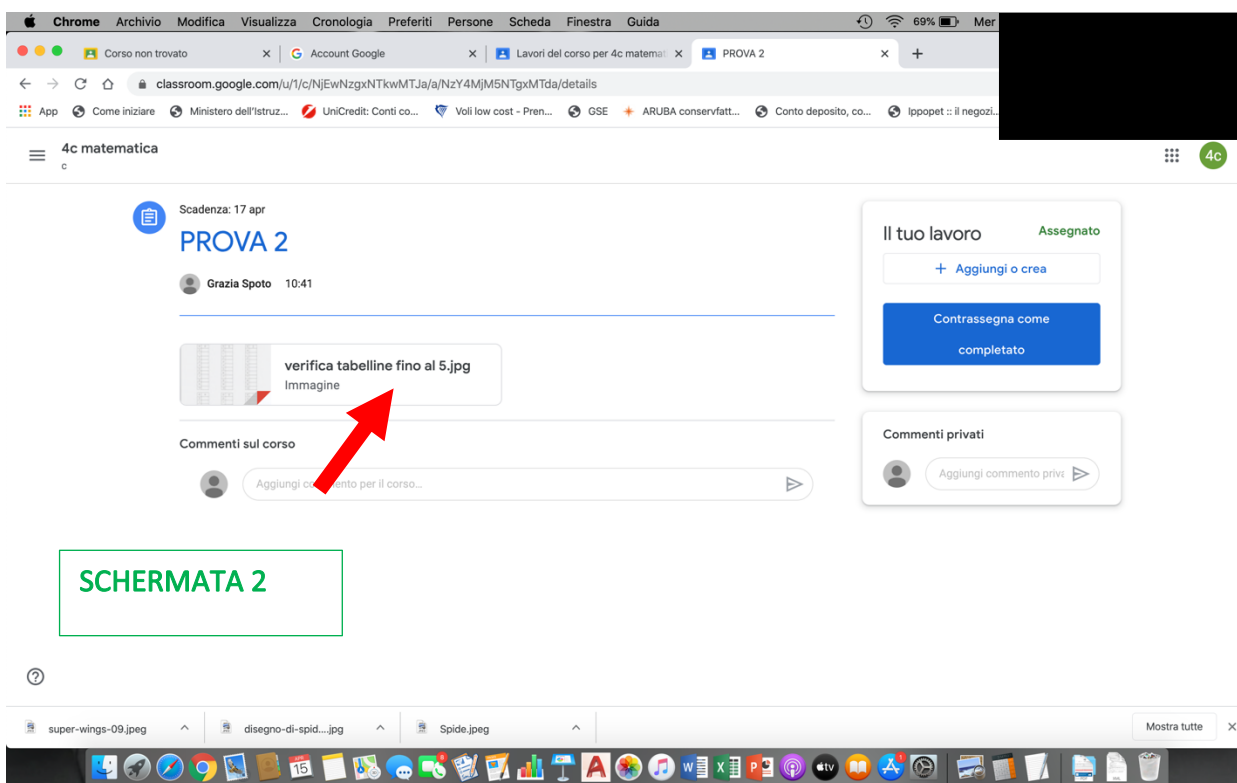 Chrome Archivio Modifica Visualizza Cronologia Preferiti Persone Scheda Finestra Guida 69% Mer
Corso non trovato Account Google Lavori del corso per 4c matemat PROVA 2
classroom.google.com/u/1/c/NjEwNzgxNTkwMTJa/a/NzY4MjM5NTgxMTda/details
App Come iniziare Ministero dell'Istruz... UniCredit: Conti co... Voli low cost - Pren... GSE ARUBA conservfatt... Conto deposito, co... Ippopet :: il negozi...
4c matematica
c
4c
Scadenza: 17 apr
PROVA 2
Grazia Spoto 10:41
verifica tabelline fino al 5.jpg
Immagine
Commenti sul corso
Aggiungi commento per il corso...
Il tuo lavoro Assegnato
+ Aggiungi o crea
Contrassegna come
completato
Commenti privati
Aggiungi commento priva
SCHERMATA 2
super-wings-09.jpeg disegno-di-spid....jpg Spide.jpeg Mostra tutte
APR
15
tv